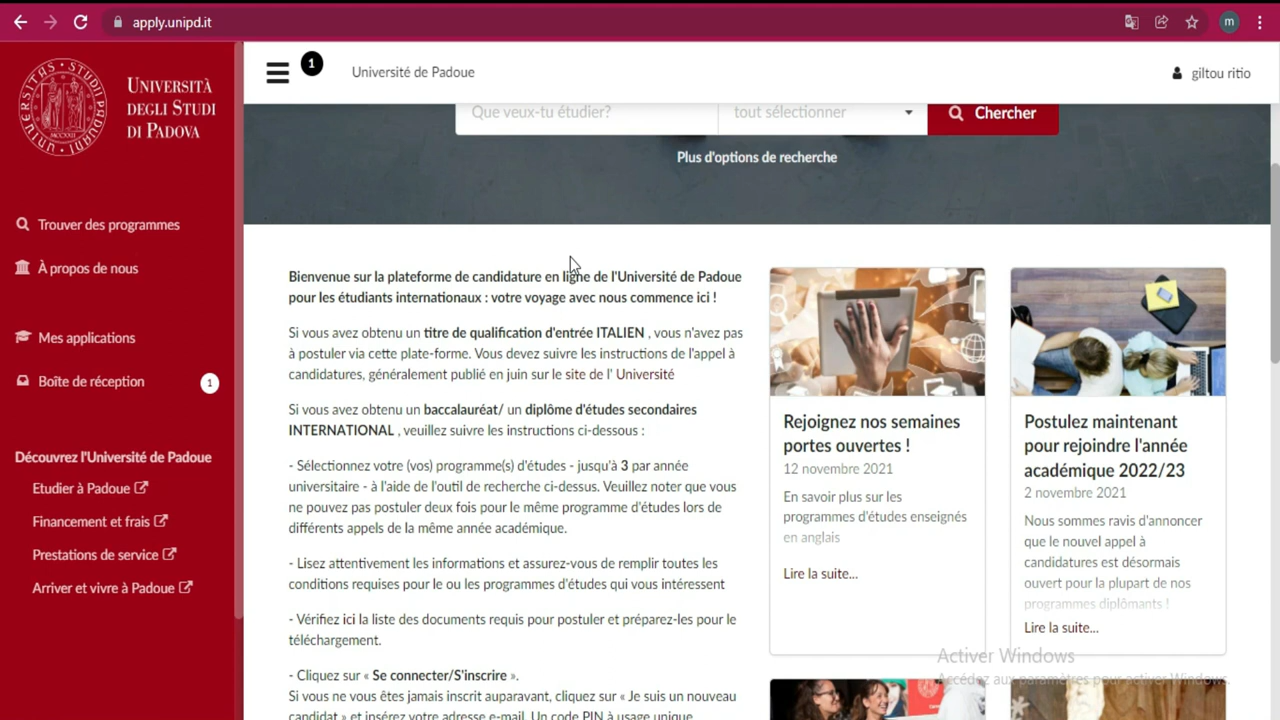 apply.unipd.it
m
UNIVERSITÀ
DEGLI STUDI
DI PADOVA
1
Université de Padoue
giltou ritio
Trouver des programmes
À propos de nous
Mes applications
Boîte de réception
1
Découvrez l'Université de Padoue
Etudier à Padoue
Financement et frais
Prestations de service
Arriver et vivre à Padoue
Que veux-tu étudier?
tout sélectionner
Chercher
Plus d'options de recherche
Bienvenue sur la plateforme de candidature en ligne de l'Université de Padoue
pour les étudiants internationaux : votre voyage avec nous commence ici !
Si vous avez obtenu un titre de qualification d'entrée ITALIEN , vous n'avez pas
à postuler via cette plate-forme. Vous devez suivre les instructions de l'appel à
candidatures, généralement publié en juin sur le site de l' Université
Si vous avez obtenu un baccalauréat/ un diplôme d'études secondaires
INTERNATIONAL , veuillez suivre les instructions ci-dessous :
- Sélectionnez votre (vos) programme(s) d'études - jusqu'à 3 par année
universitaire - à l'aide de l'outil de recherche ci-dessus. Veuillez noter que vous
ne pouvez pas postuler deux fois pour le même programme d'études lors de
différents appels de la même année académique.
- Lisez attentivement les informations et assurez-vous de remplir toutes les
conditions requises pour le ou les programmes d'études qui vous intéressent
- Vérifiez ici la liste des documents requis pour postuler et préparez-les pour le
téléchargement.
- Cliquez sur « Se connecter/S'inscrire ».
Si vous ne vous êtes jamais inscrit auparavant, cliquez sur « Je suis un nouveau
candidat » et insérez votre adresse e-mail. Un code PIN à usage unique
Rejoignez nos semaines
portes ouvertes !
12 novembre 2021
En savoir plus sur les
programmes d'études enseignés
en anglais
Lire la suite...
Postulez maintenant
pour rejoindre l'année
académique 2022/23
2 novembre 2021
Nous sommes ravis d'annoncer
que le nouvel appel à
candidatures est désormais
ouvert pour la plupart de nos
programmes diplômants !
Lire la suite...
Activer Windows
Accédez aux paramètres pour activer Windows.